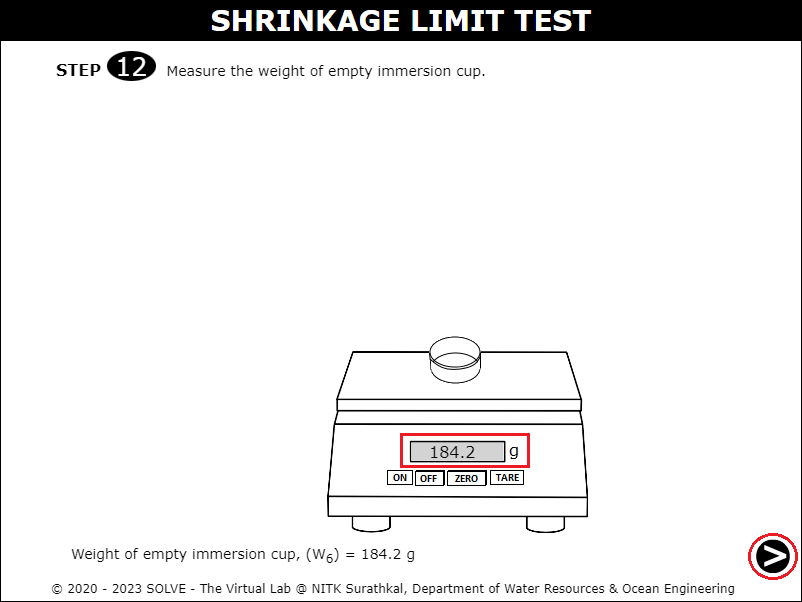 SHRINKAGE LIMIT TEST
STEP 12 Measure the weight of empty immersion cup.
184.2 g
ON OFF ZERO TARE
Weight of empty immersion cup, (W6) = 184.2 g
>
© 2020 - 2023 SOLVE - The Virtual Lab @ NITK Surathkal, Department of Water Resources & Ocean Engineering